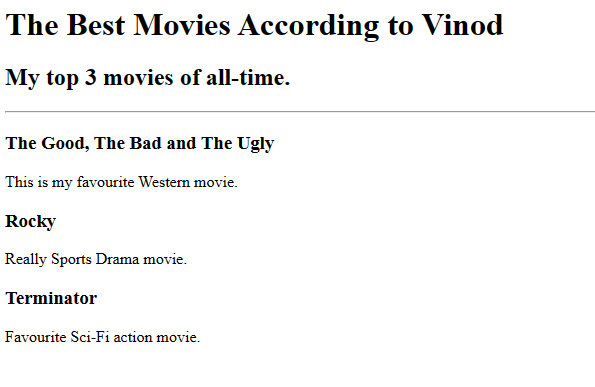 The Best Movies According to Vinod
My top 3 movies of all-time.
The Good, The Bad and The Ugly
This is my favourite Western movie.
Rocky
Really Sports Drama movie.
Terminator
Favourite Sci-Fi action movie.